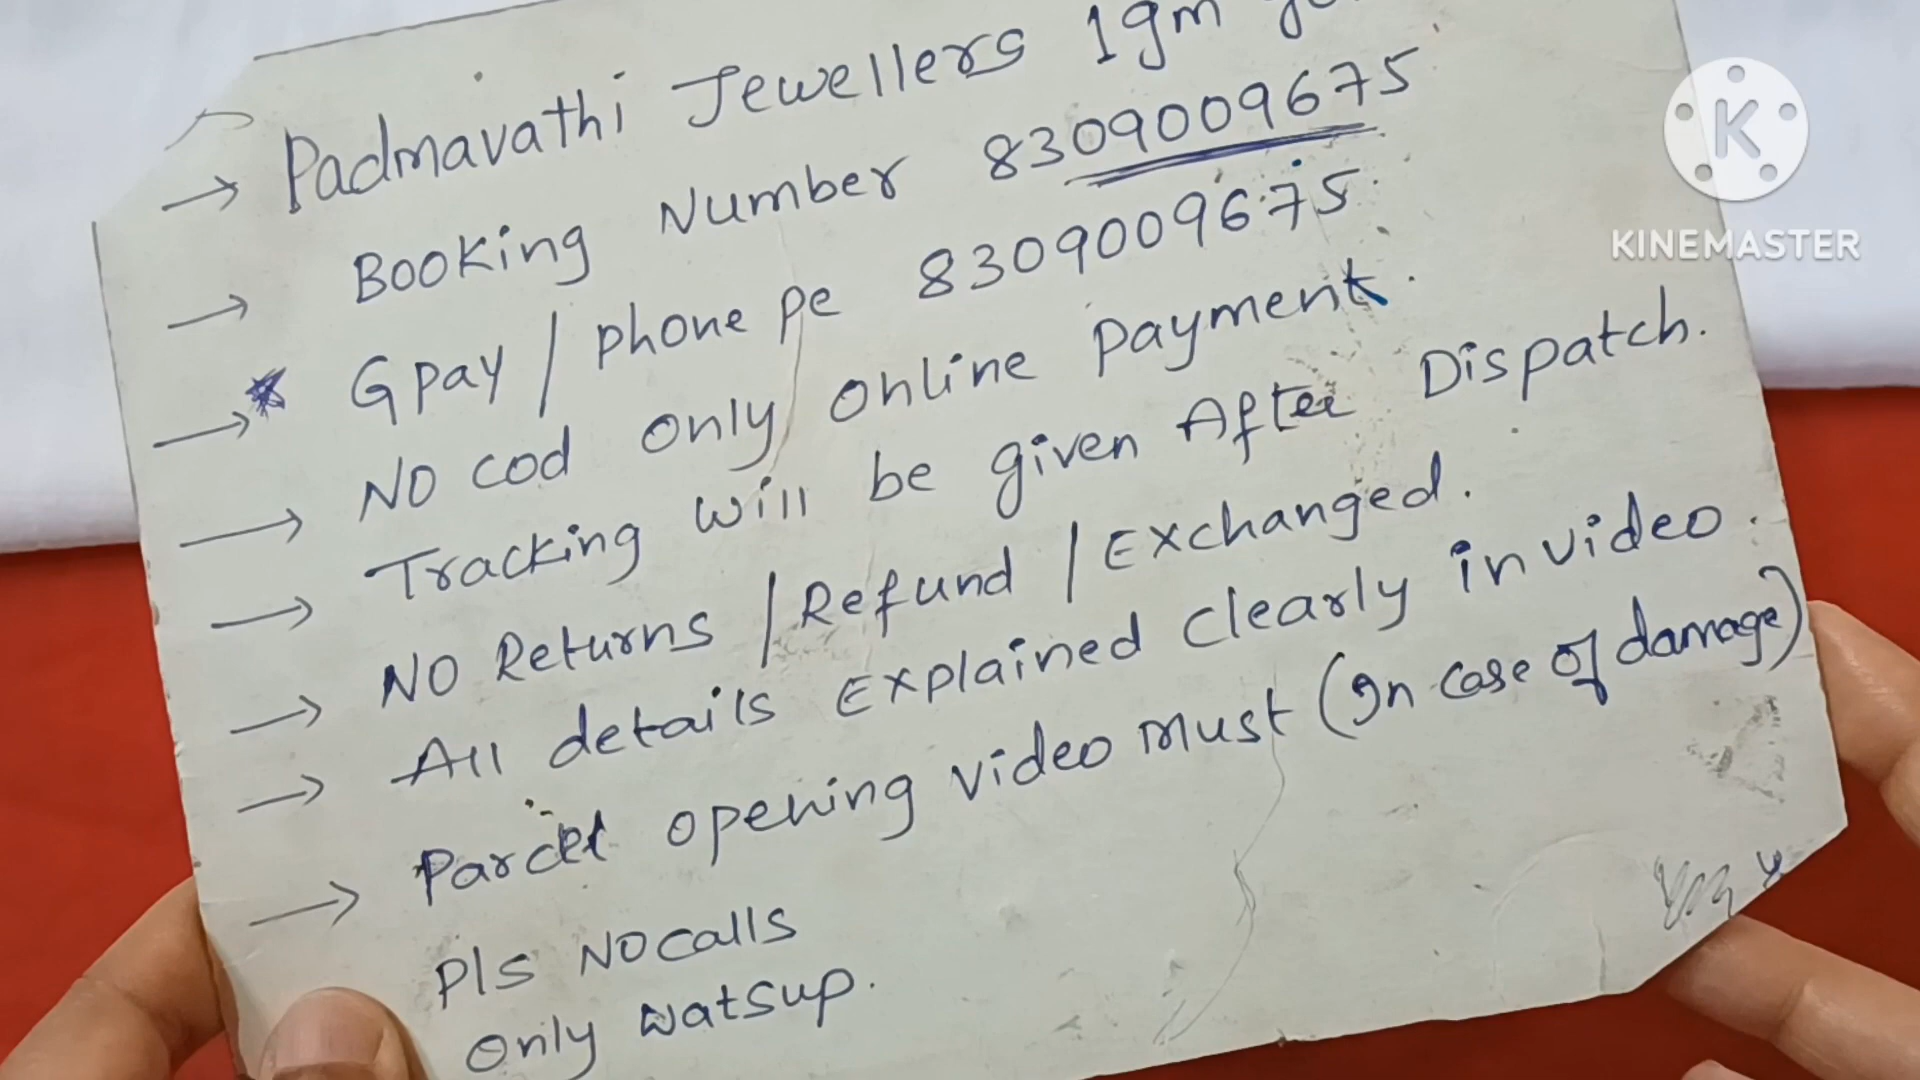 → Padmavathi Jewellers 1gm
→ Booking Number 8309009675
→ * Gpay / phone pe 8309009675.
→ NO cod only online payment.
→ Tracking will be given After Dispatch.
→ NO Returns / Refund / Exchanged.
→ All details Explained clearly in video.
→ Parcel opening video must (In case of damage)
Pls NO calls
only watsup.
KINEMASTER